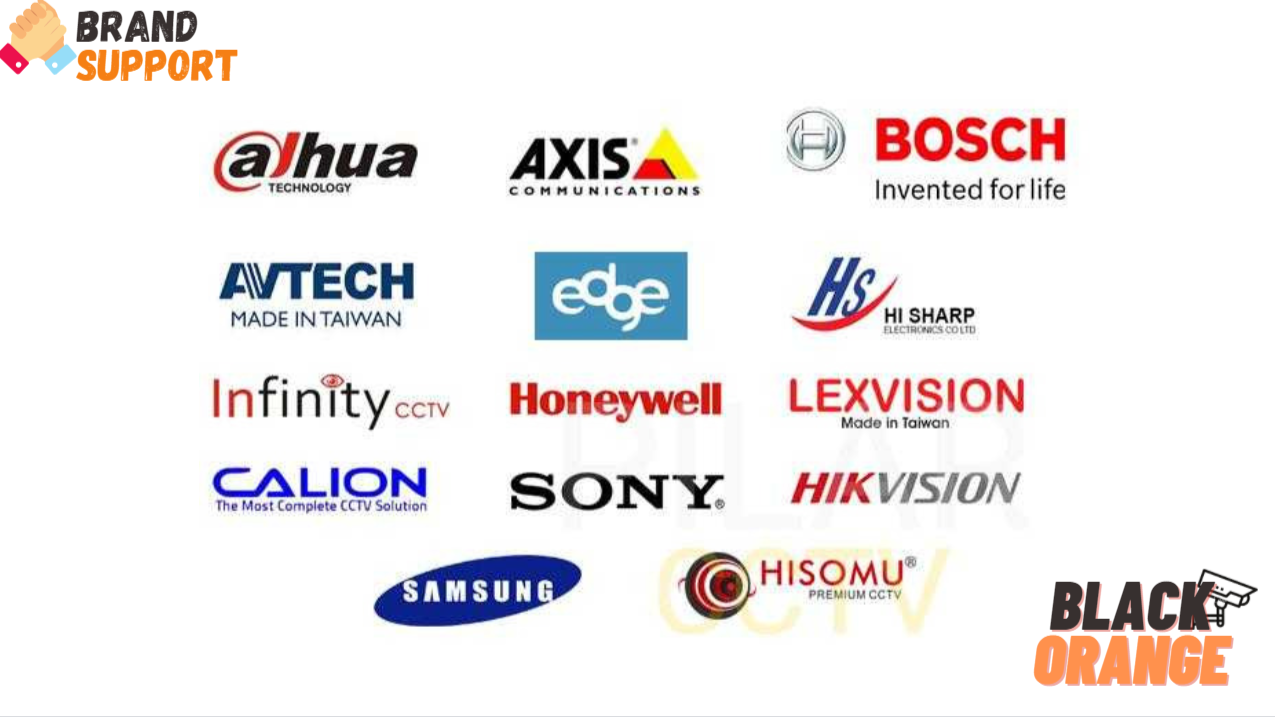 BRAND
SUPPORT
alhua
TECHNOLOGY
AXIS
COMMUNICATIONS
BOSCH
Invented for life
AVTECH
MADE IN TAIWAN
edge
Hs
HI SHARP
ELECTRONICS CO LTD
Infinity CCTV
Honeywell
LEXVISION
Made in Taiwan
CALION
The Most Complete CCTV Solution
SONY®
HIKVISION
SAMSUNG
HISOMU®
PREMIUM CCTV
PILAR
CCTV
BLACK
ORANGE